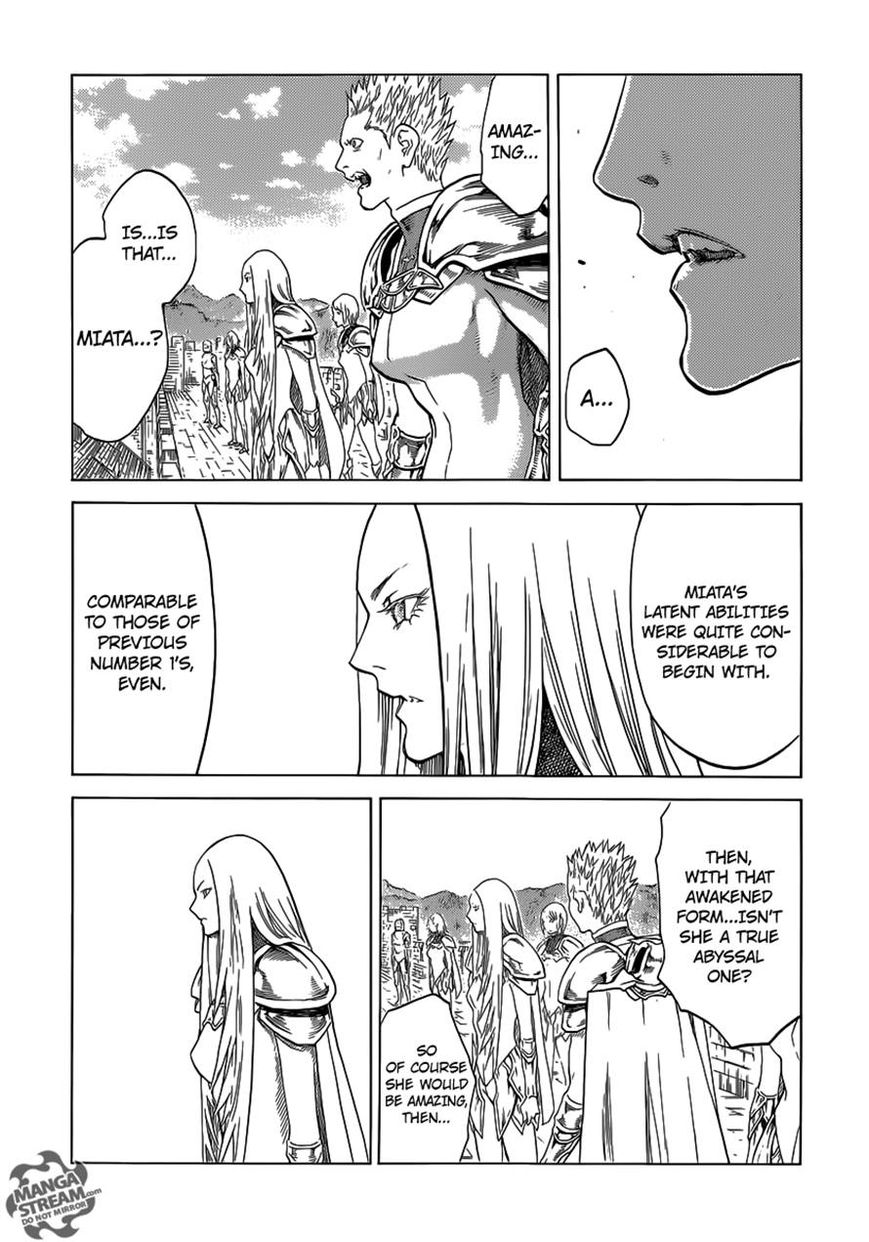 A...
AMAZ-
ING...
IS...IS
THAT...
MIATA...?
MIATA'S
LATENT ABILITIES
WERE QUITE CON-
SIDERABLE TO
BEGIN WITH.
COMPARABLE
TO THOSE OF
PREVIOUS
NUMBER 1'S,
EVEN.
THEN,
WITH THAT
AWAKENED
FORM...ISN'T
SHE A TRUE
ABYSSAL
ONE?
SO
OF COURSE
SHE WOULD
BE AMAZING,
THEN...
MANGA
STREAM.com
DO NOT MIRROR